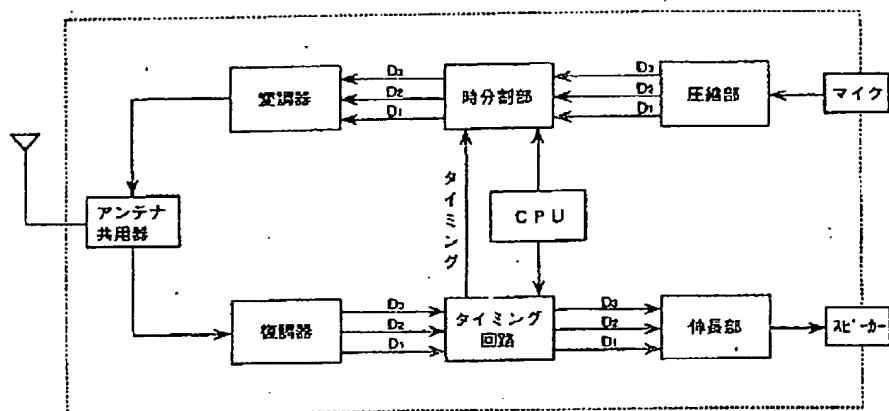 変調器
D3
D2
D1
時分割部
D3
D2
D1
圧縮部
マイク
アンテナ
共用器
タイミング
CPU
復調器
D3
D2
D1
タイミング
回路
D3
D2
D1
伸長部
スピーカー